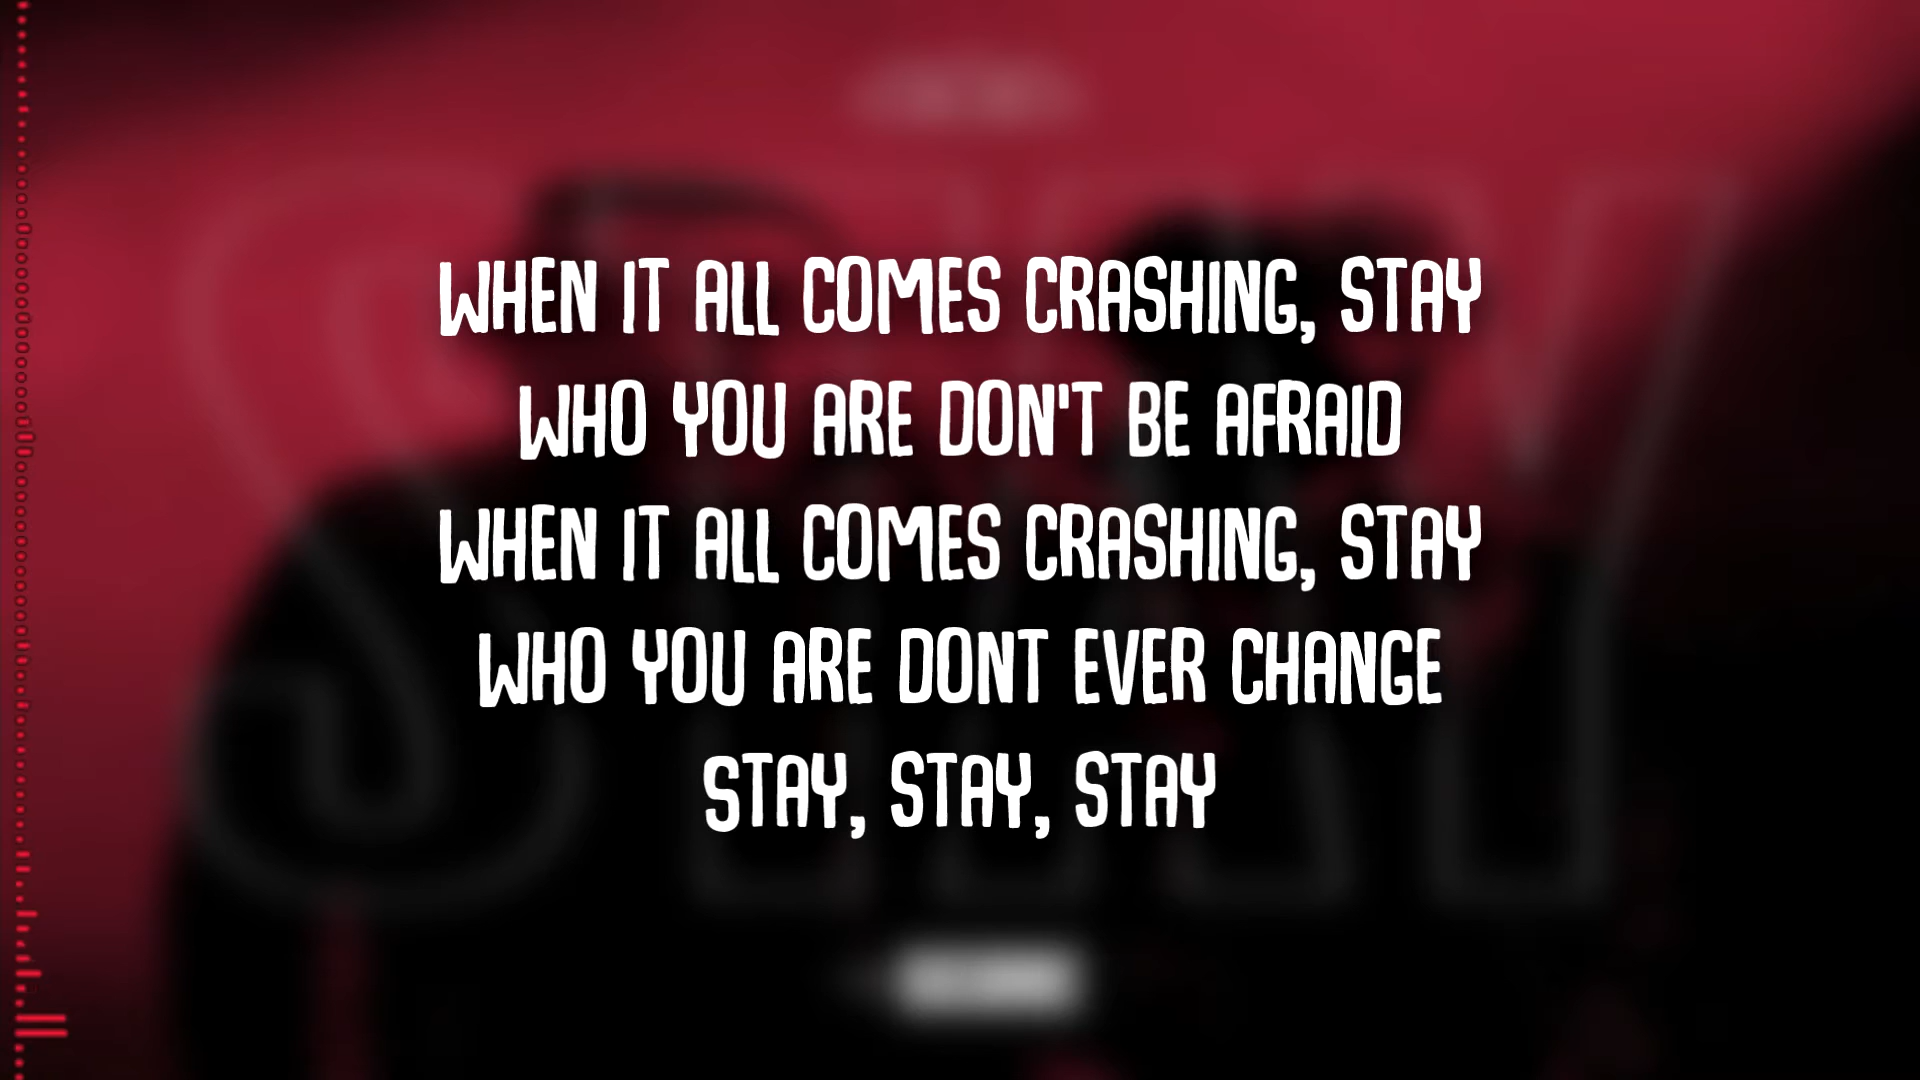 WHEN IT ALL COMES CRASHING, STAY
WHO YOU ARE DON'T BE AFRAID
WHEN IT ALL COMES CRASHING, STAY
WHO YOU ARE DONT EVER CHANGE
STAY, STAY, STAY